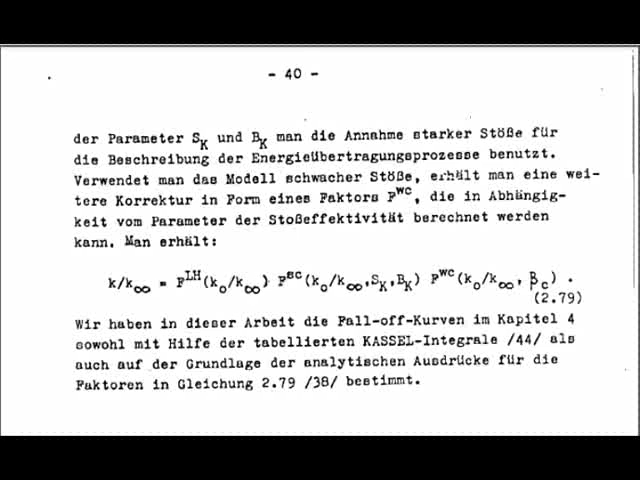 - 40 -
der Parameter S_K und B_K man die Annahme starker Stöße für
die Beschreibung der Energieübertragungsprozesse benutzt.
Verwendet man das Modell schwacher Stöße, erhält man eine wei-
tere Korrektur in Form eines Faktors F^wc, die in Abhängig-
keit vom Parameter der Stoßeffektivität berechnet werden
kann. Man erhält:
k/k_∞ = F^LH(k_o/k_∞) F^sc(k_o/k_∞,S_K,B_K) F^wc(k_o/k_∞, β_c) .
(2.79)
Wir haben in dieser Arbeit die Fall-off-Kurven im Kapitel 4
sowohl mit Hilfe der tabellierten KASSEL-Integrale /44/ als
auch auf der Grundlage der analytischen Ausdrücke für die
Faktoren in Gleichung 2.79 /38/ bestimmt.